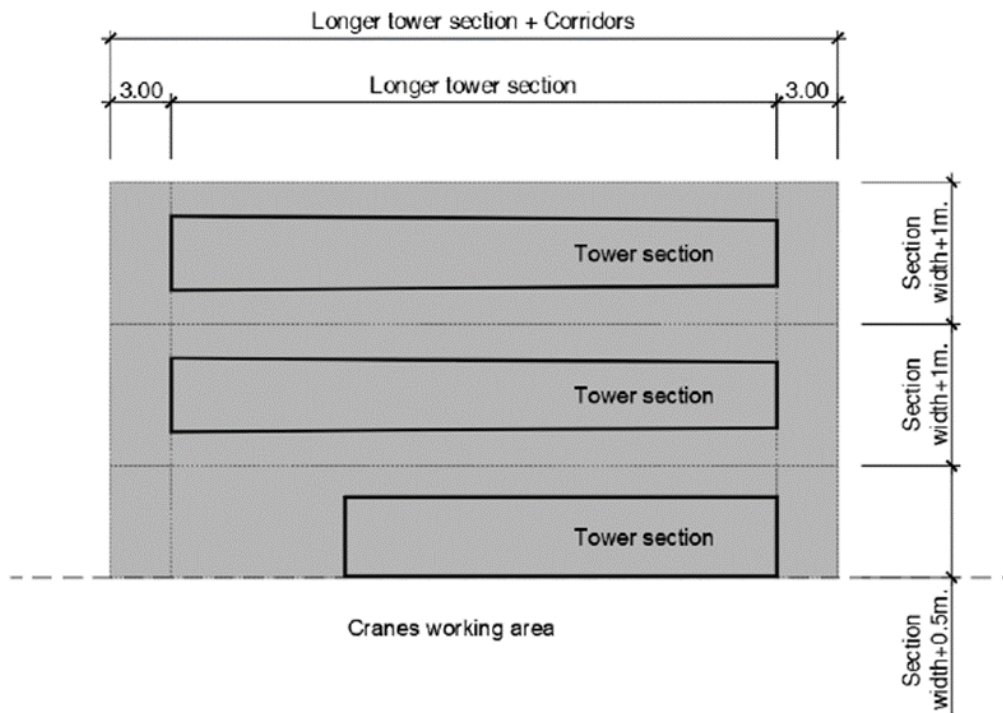 Longer tower section + Corridors
3.00
Longer tower section
3.00
Tower section
Section
width+1m.
Tower section
Section
width+1m.
Tower section
Cranes working area
Section
width+0.5m.